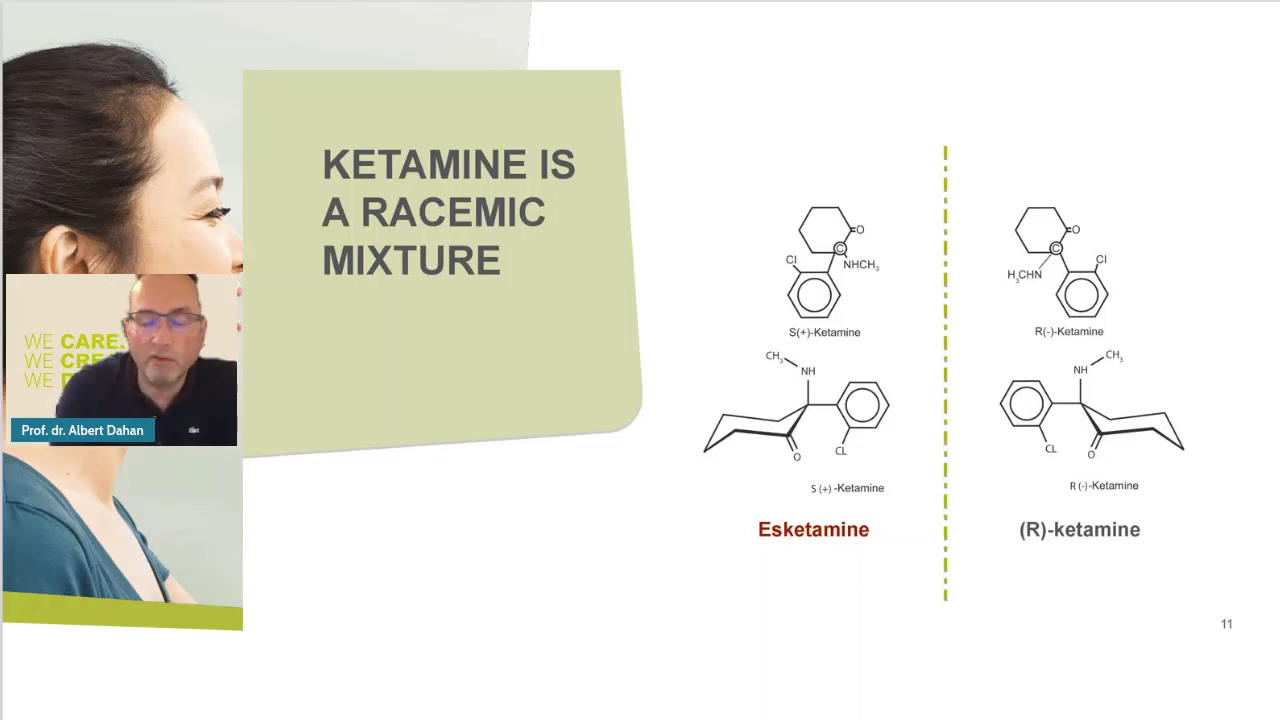 KETAMINE IS
A RACEMIC
MIXTURE
WE CARE.
WE CRE
WE
Prof. dr. Albert Dahan
O
C
Cl
NHCH3
S(+)-Ketamine
CH3
NH
O
CL
S (+) -Ketamine
Esketamine
O
C
Cl
H3CHN
R(-)-Ketamine
CH3
NH
CL
O
R (-)-Ketamine
(R)-ketamine
11